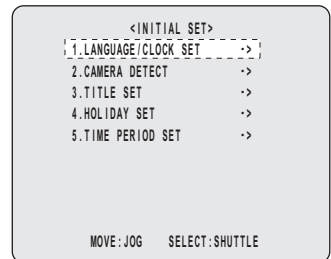 <INITIAL SET>
1.LANGUAGE/CLOCK SET ->
2.CAMERA DETECT ->
3.TITLE SET ->
4.HOLIDAY SET ->
5.TIME PERIOD SET ->
MOVE:JOG SELECT:SHUTTLE